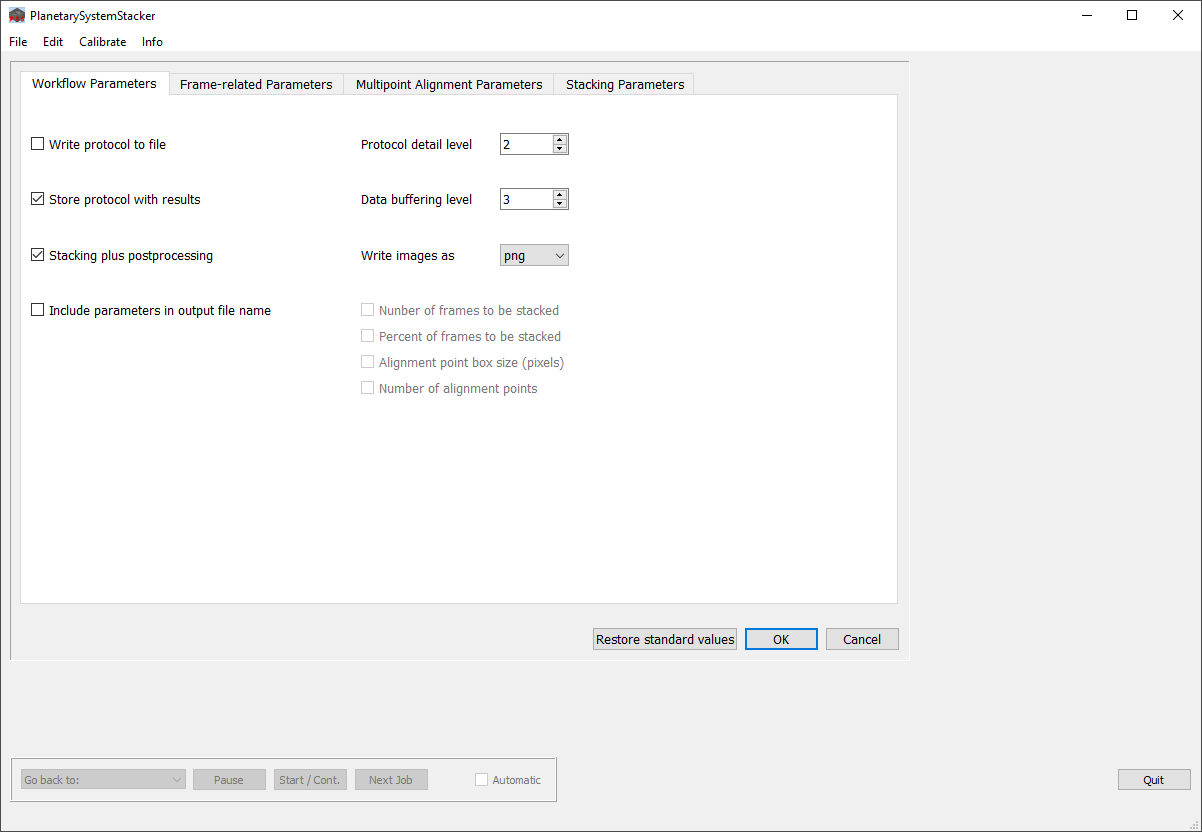 PlanetarySystemStacker
File Edit Calibrate Info
Workflow Parameters Frame-related Parameters Multipoint Alignment Parameters Stacking Parameters
Write protocol to file Protocol detail level 2
Store protocol with results Data buffering level 3
Stacking plus postprocessing Write images as png
Include parameters in output file name Nunber of frames to be stacked
Percent of frames to be stacked
Alignment point box size (pixels)
Number of alignment points
Restore standard values OK Cancel
Go back to: Pause Start / Cont. Next Job Automatic Quit